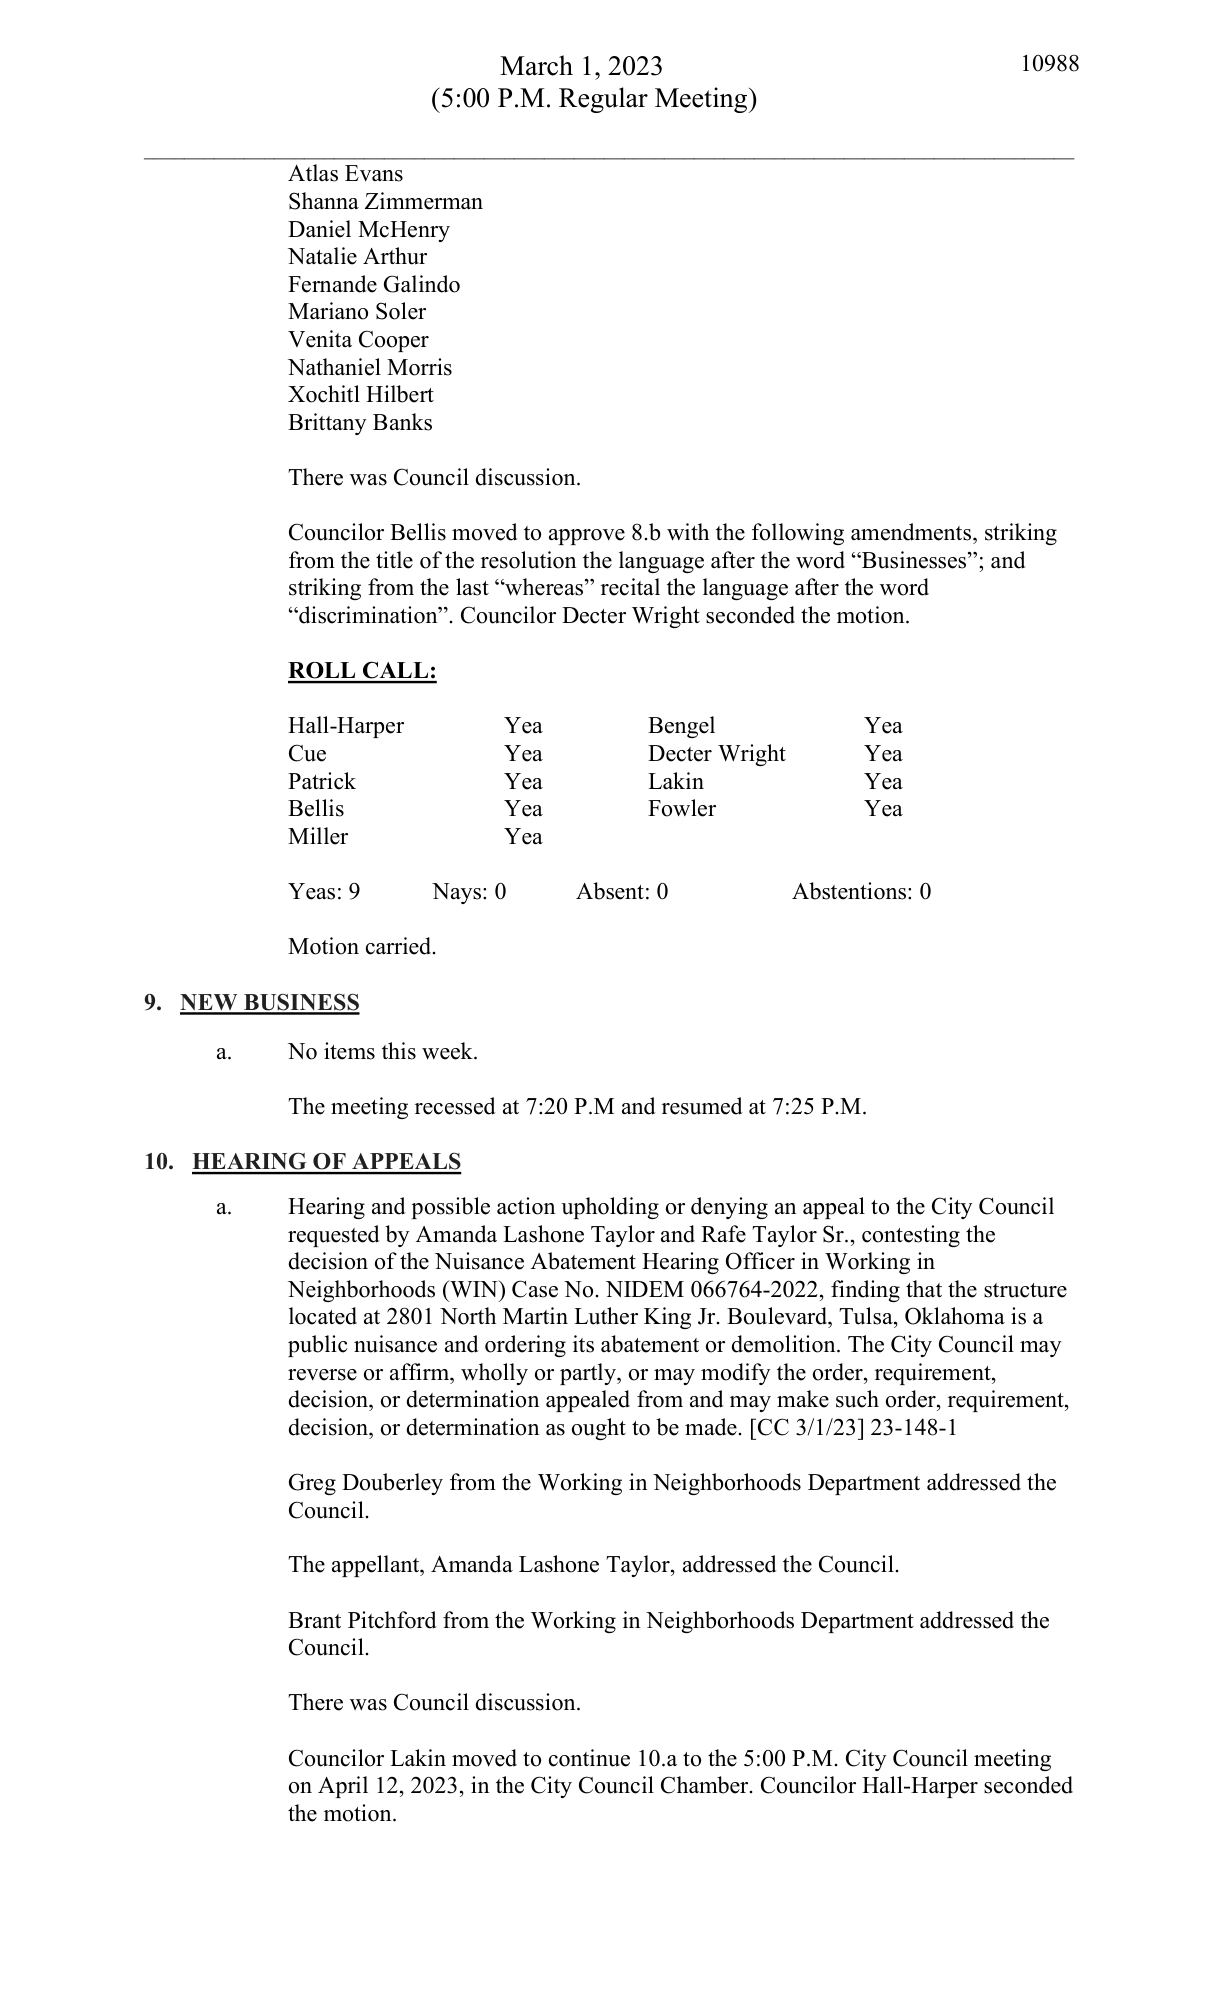 March 1, 2023 10988
(5:00 P.M. Regular Meeting)
Atlas Evans
Shanna Zimmerman
Daniel McHenry
Natalie Arthur
Fernande Galindo
Mariano Soler
Venita Cooper
Nathaniel Morris
Xochitl Hilbert
Brittany Banks
There was Council discussion.
Councilor Bellis moved to approve 8.b with the following amendments, striking
from the title of the resolution the language after the word “Businesses”; and
striking from the last “whereas” recital the language after the word
“discrimination”. Councilor Decter Wright seconded the motion.
ROLL CALL:
Hall-Harper Yea Bengel Yea
Cue Yea Decter Wright Yea
Patrick Yea Lakin Yea
Bellis Yea Fowler Yea
Miller Yea
Yeas: 9 Nays: 0 Absent: 0 Abstentions: 0
Motion carried.
9. NEW BUSINESS
a. No items this week.
The meeting recessed at 7:20 P.M and resumed at 7:25 P.M.
10. HEARING OF APPEALS
a. Hearing and possible action upholding or denying an appeal to the City Council
requested by Amanda Lashone Taylor and Rafe Taylor Sr., contesting the
decision of the Nuisance Abatement Hearing Officer in Working in
Neighborhoods (WIN) Case No. NIDEM 066764-2022, finding that the structure
located at 2801 North Martin Luther King Jr. Boulevard, Tulsa, Oklahoma is a
public nuisance and ordering its abatement or demolition. The City Council may
reverse or affirm, wholly or partly, or may modify the order, requirement,
decision, or determination appealed from and may make such order, requirement,
decision, or determination as ought to be made. [CC 3/1/23] 23-148-1
Greg Douberley from the Working in Neighborhoods Department addressed the
Council.
The appellant, Amanda Lashone Taylor, addressed the Council.
Brant Pitchford from the Working in Neighborhoods Department addressed the
Council.
There was Council discussion.
Councilor Lakin moved to continue 10.a to the 5:00 P.M. City Council meeting
on April 12, 2023, in the City Council Chamber. Councilor Hall-Harper seconded
the motion.